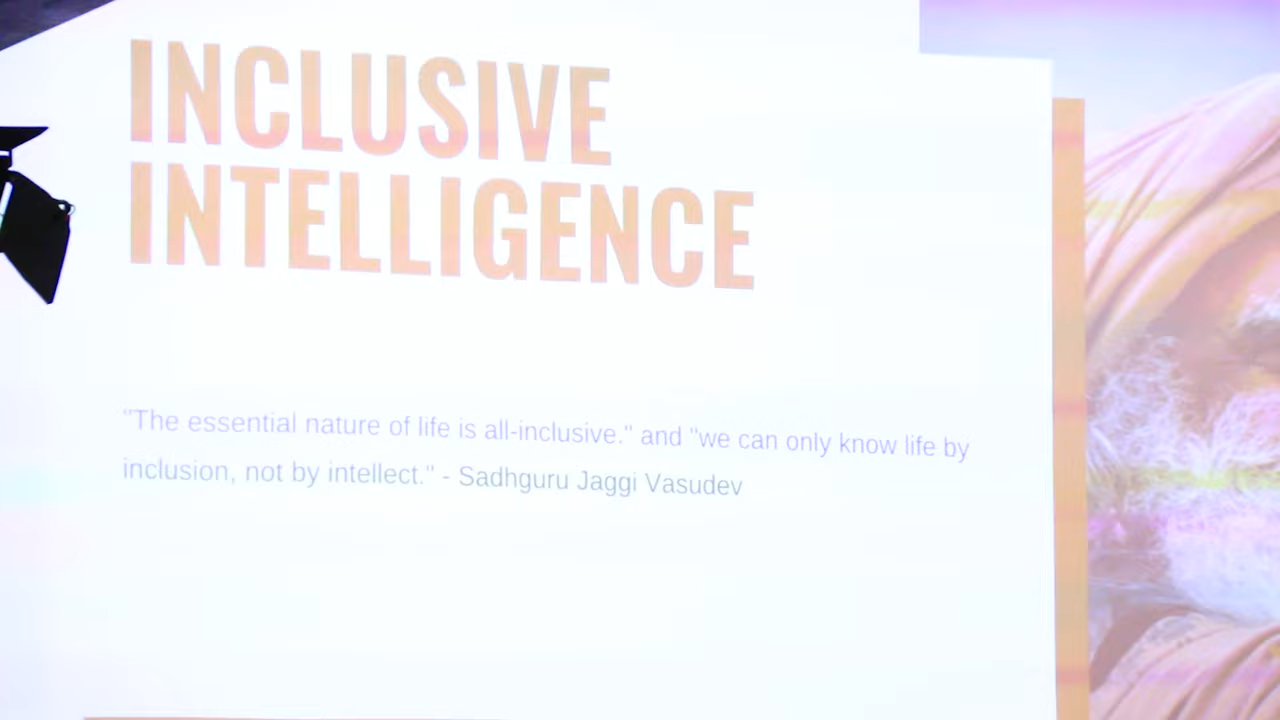 INCLUSIVE
INTELLIGENCE
"The essential nature of life is all-inclusive." and "we can only know life by
inclusion, not by intellect." - Sadhguru Jaggi Vasudev